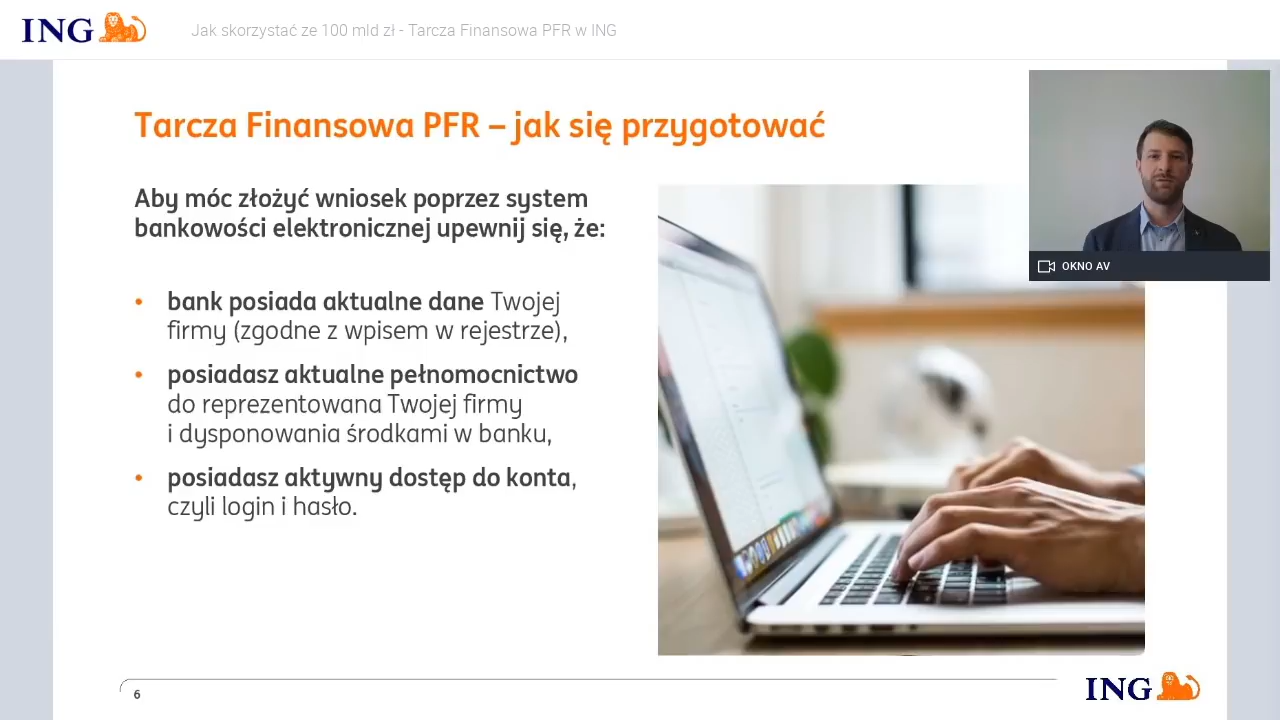 ING
Jak skorzystać ze 100 mld zł - Tarcza Finansowa PFR w ING
Tarcza Finansowa PFR – jak się przygotować
Aby móc złożyć wniosek poprzez system
bankowości elektronicznej upewnij się, że:
• bank posiada aktualne dane Twojej
firmy (zgodne z wpisem w rejestrze),
• posiadasz aktualne pełnomocnictwo
do reprezentowana Twojej firmy
i dysponowania środkami w banku,
• posiadasz aktywny dostęp do konta,
czyli login i hasło.
OKNO AV
6
ING